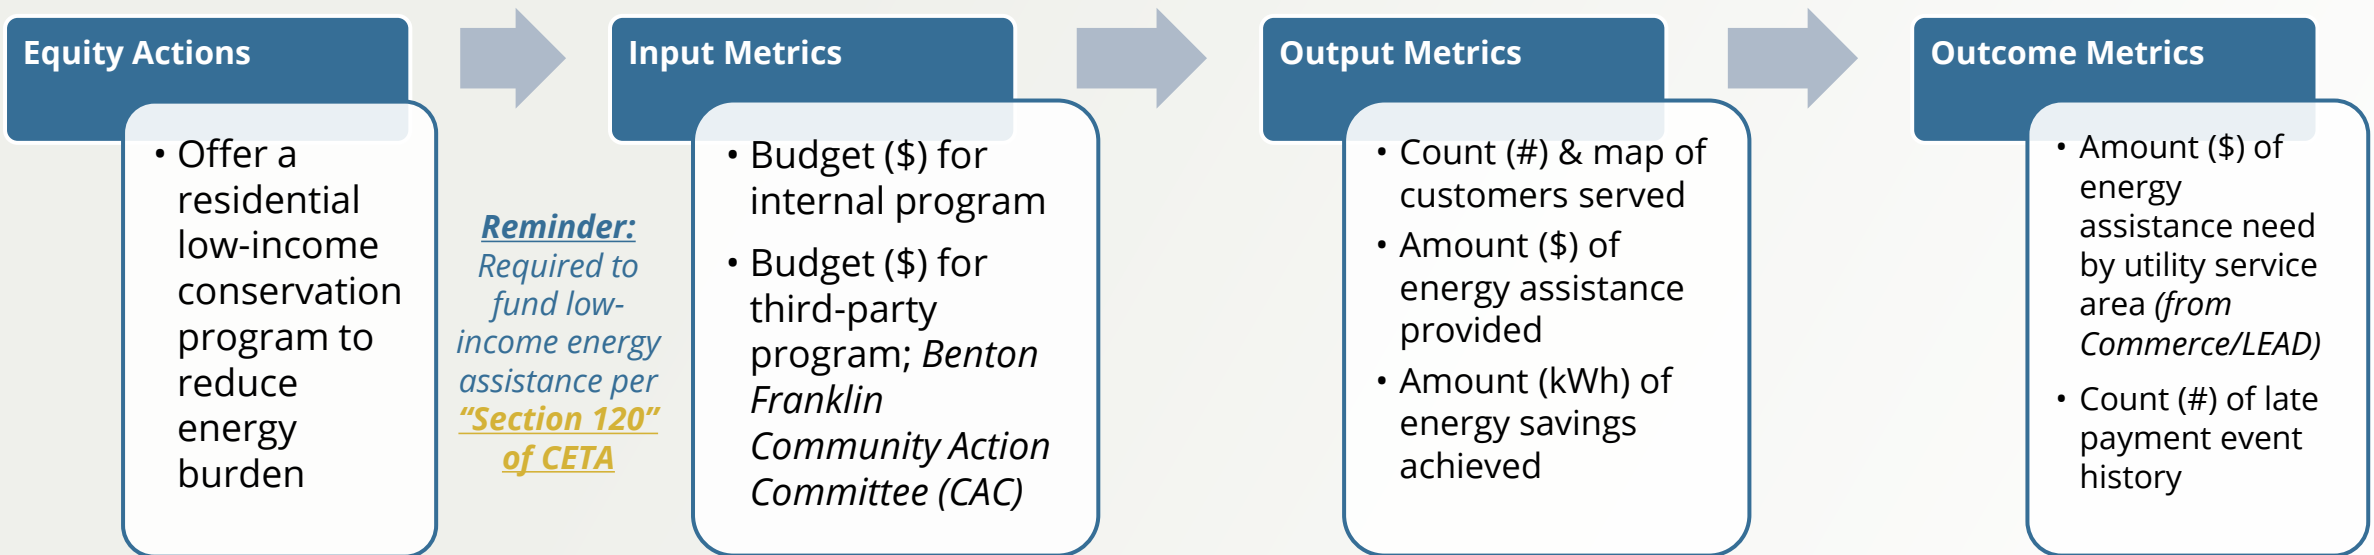 Equity Actions
• Offer a
residential
low-income
conservation
program to
reduce
energy
burden
Reminder:
Required to
fund low-
income energy
assistance per
“Section 120”
of CETA
Input Metrics
• Budget ($) for
internal program
• Budget ($) for
third-party
program; Benton
Franklin
Community Action
Committee (CAC)
Output Metrics
• Count (#) & map of
customers served
• Amount ($) of
energy assistance
provided
• Amount (kWh) of
energy savings
achieved
Outcome Metrics
• Amount ($) of
energy
assistance need
by utility service
area (from
Commerce/LEAD)
• Count (#) of late
payment event
history